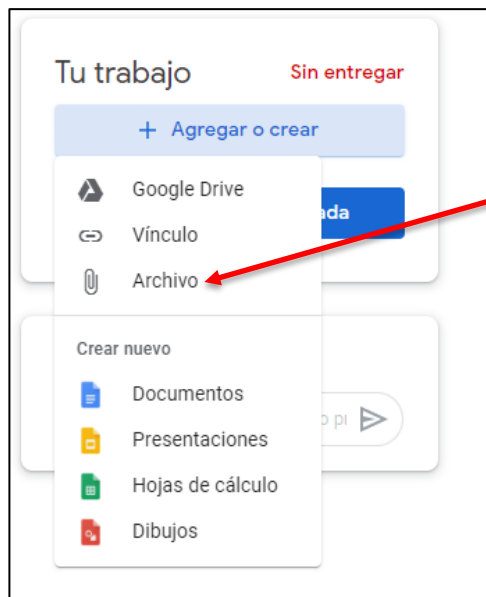 Tu trabajo
Sin entregar
+ Agregar o crear
Google Drive
Vínculo
Archivo
Crear nuevo
Documentos
Presentaciones
Hojas de cálculo
Dibujos